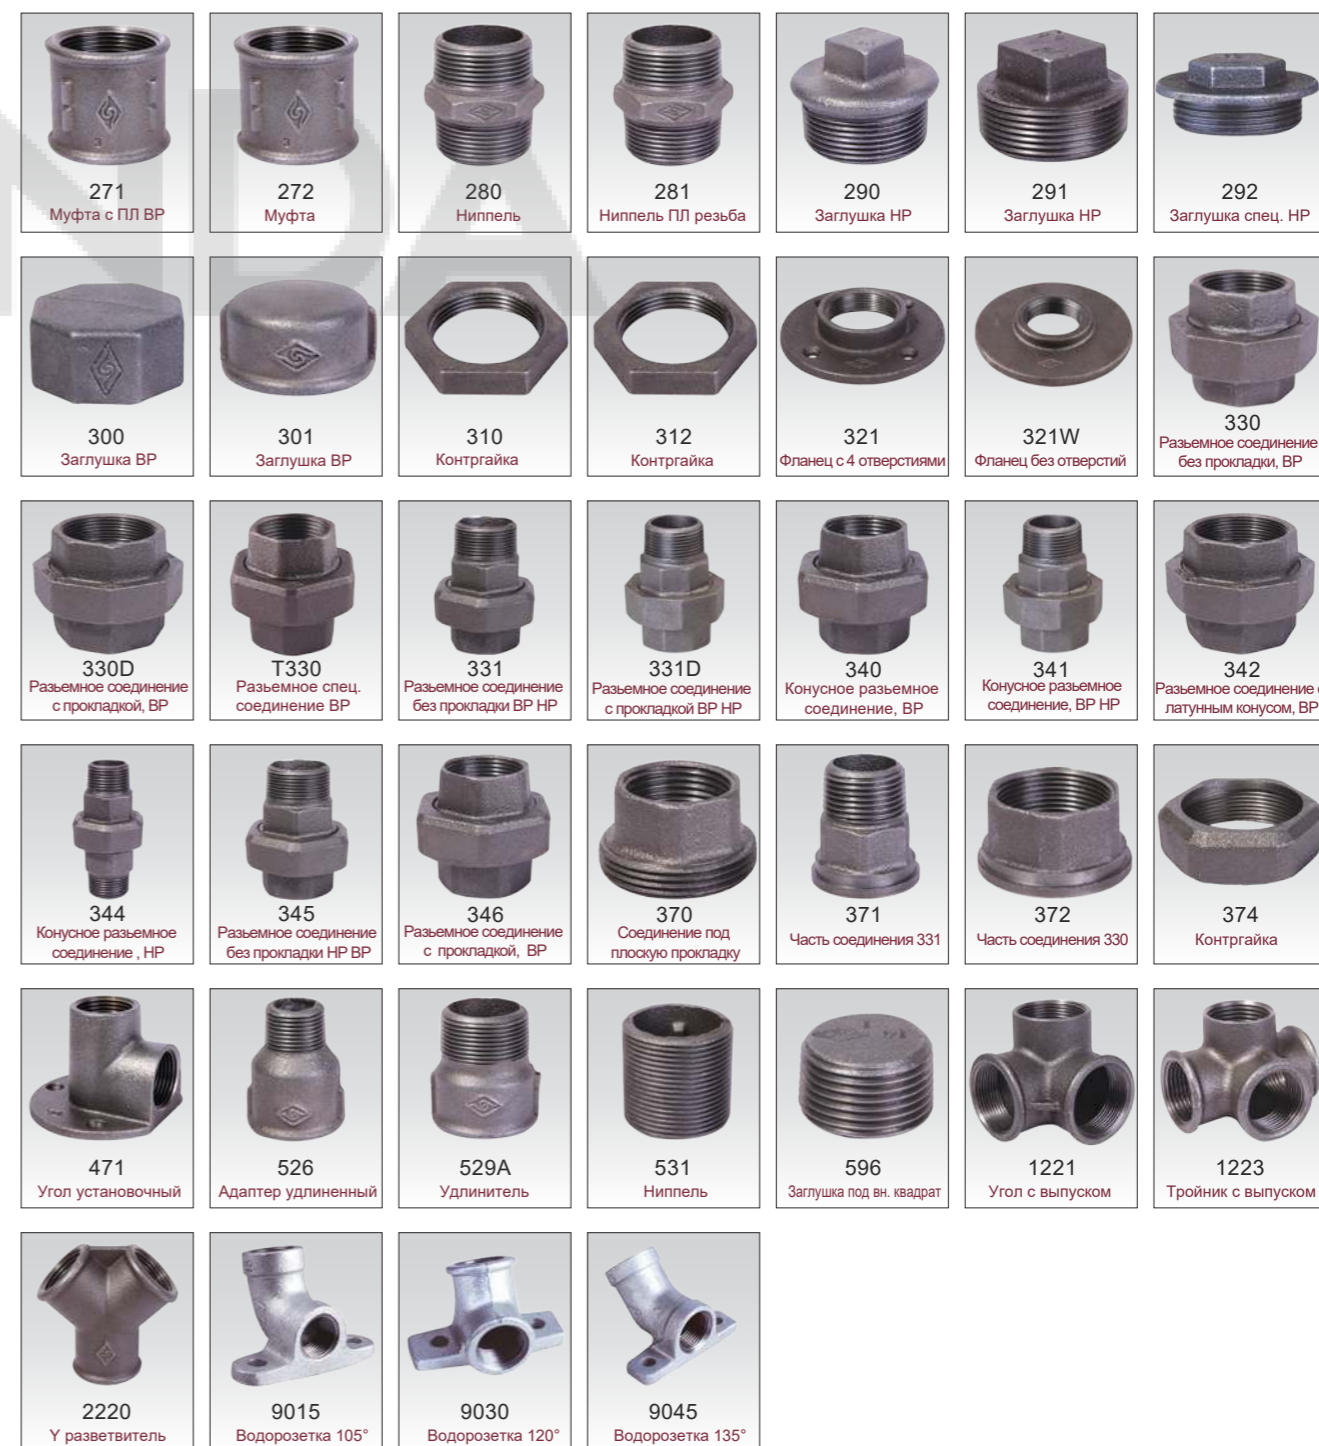 NDA
271
Муфта с ПЛ ВР
272
Муфта
280
Ниппель
281
Ниппель ПЛ резьба
290
Заглушка НР
291
Заглушка НР
292
Заглушка спец. НР
300
Заглушка ВР
301
Заглушка ВР
310
Контргайка
312
Контргайка
321
Фланец с 4 отверстиями
321W
Фланец без отверстий
330
Разьемное соединение
без прокладки, ВР
330D
Разьемное соединение
с прокладкой, ВР
T330
Разьемное спец.
соединение ВР
331
Разьемное соединение
без прокладки ВР НР
331D
Разьемное соединение
с прокладкой ВР НР
340
Конусное разьемное
соединение, ВР
341
Конусное разьемное
соединение, ВР НР
342
Разьемное соединение с
латунным конусом, ВР
344
Конусное разьемное
соединение , НР
345
Разьемное соединение
без прокладки НР ВР
346
Разьемное соединение
с прокладкой, ВР
370
Соединение под
плоскую прокладку
371
Часть соединения 331
372
Часть соединения 330
374
Контргайка
471
Угол установочный
526
Адаптер удлиненный
529A
Удлинитель
531
Ниппель
596
Заглушка под вн. квадрат
1221
Угол с выпуском
1223
Тройник с выпуском
2220
Y разветвитель
9015
Водорозетка 105°
9030
Водорозетка 120°
9045
Водорозетка 135°